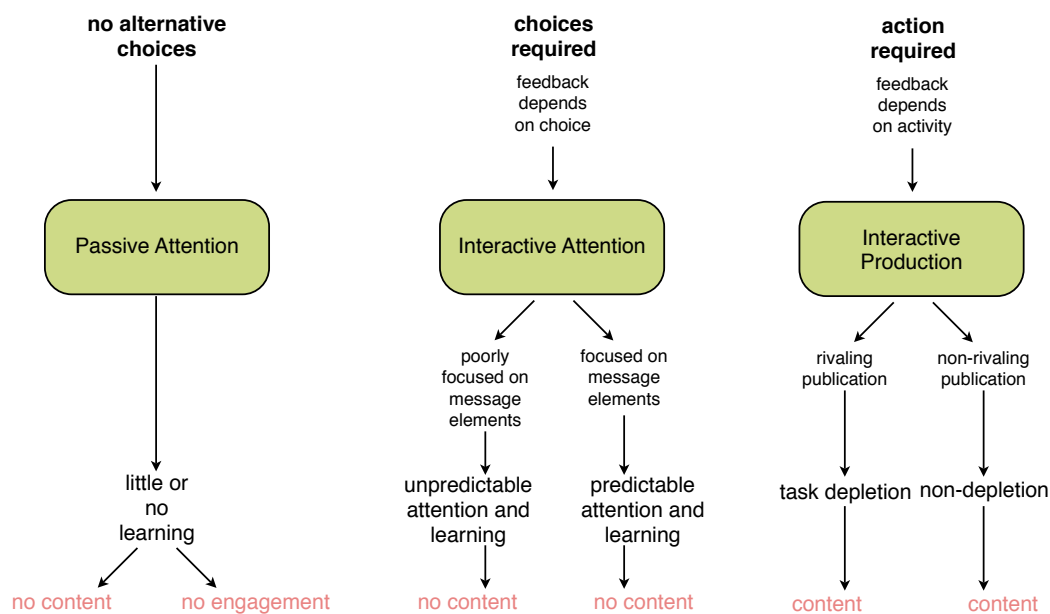 no alternative
choices
Passive Attention
little or
no
learning
no content
no engagement
choices
required
feedback
depends
on choice
Interactive Attention
poorly
focused on
message
elements
focused on
message
elements
unpredictable
attention and
learning
predictable
attention and
learning
no content
no content
action
required
feedback
depends
on activity
Interactive
Production
rivaling
publication
non-rivaling
publication
task depletion
non-depletion
content
content